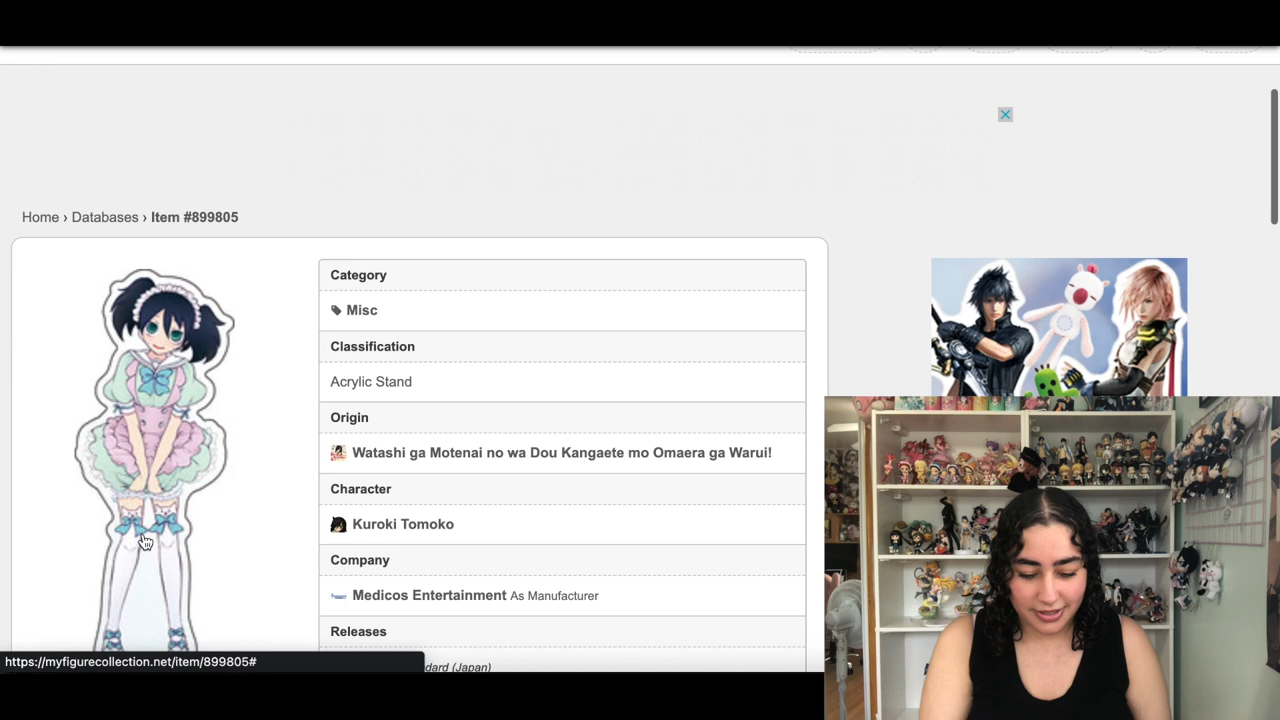 Home › Databases › Item #899805
Category
Misc
Classification
Acrylic Stand
Origin
Watashi ga Motenai no wa Dou Kangaete mo Omaera ga Warui!
Character
Kuroki Tomoko
Company
Medicos Entertainment As Manufacturer
Releases
dard (Japan)
https://myfigurecollection.net/item/899805#